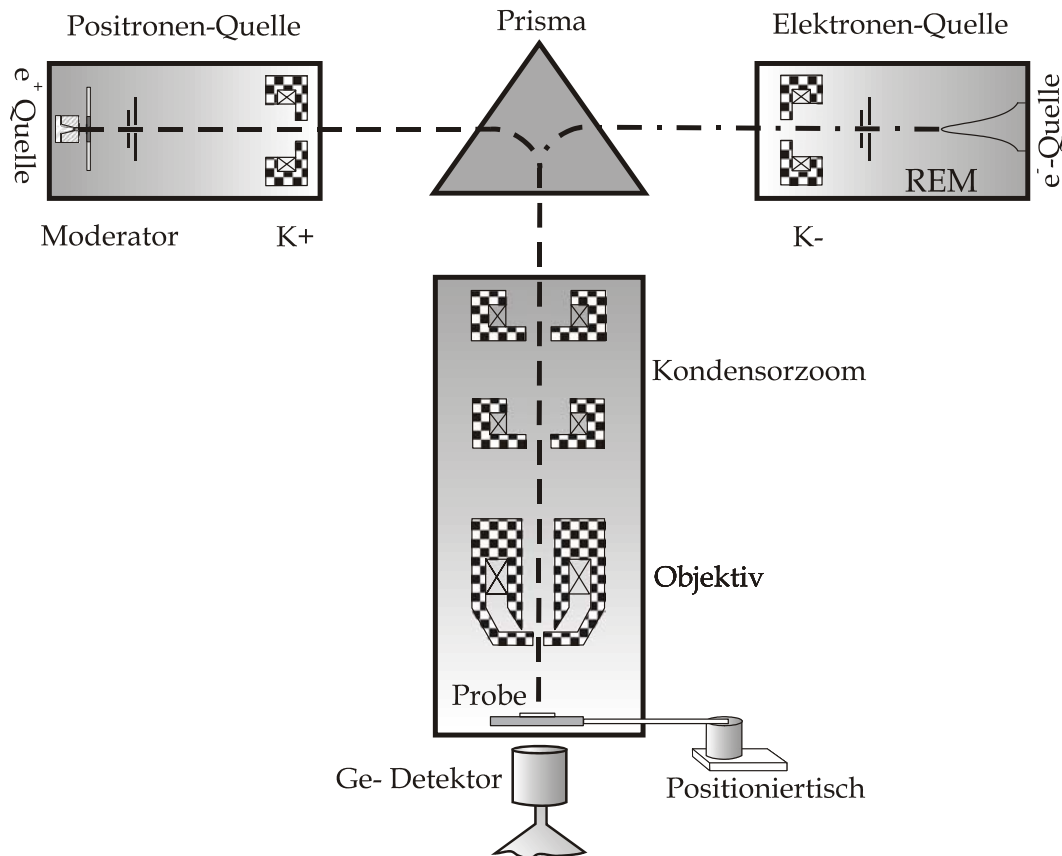 Positronen-Quelle
Prisma
Elektronen-Quelle
e+ Quelle
e--Quelle
REM
Moderator
K+
K-
Kondensorzoom
Objektiv
Probe
Ge- Detektor
Positioniertisch